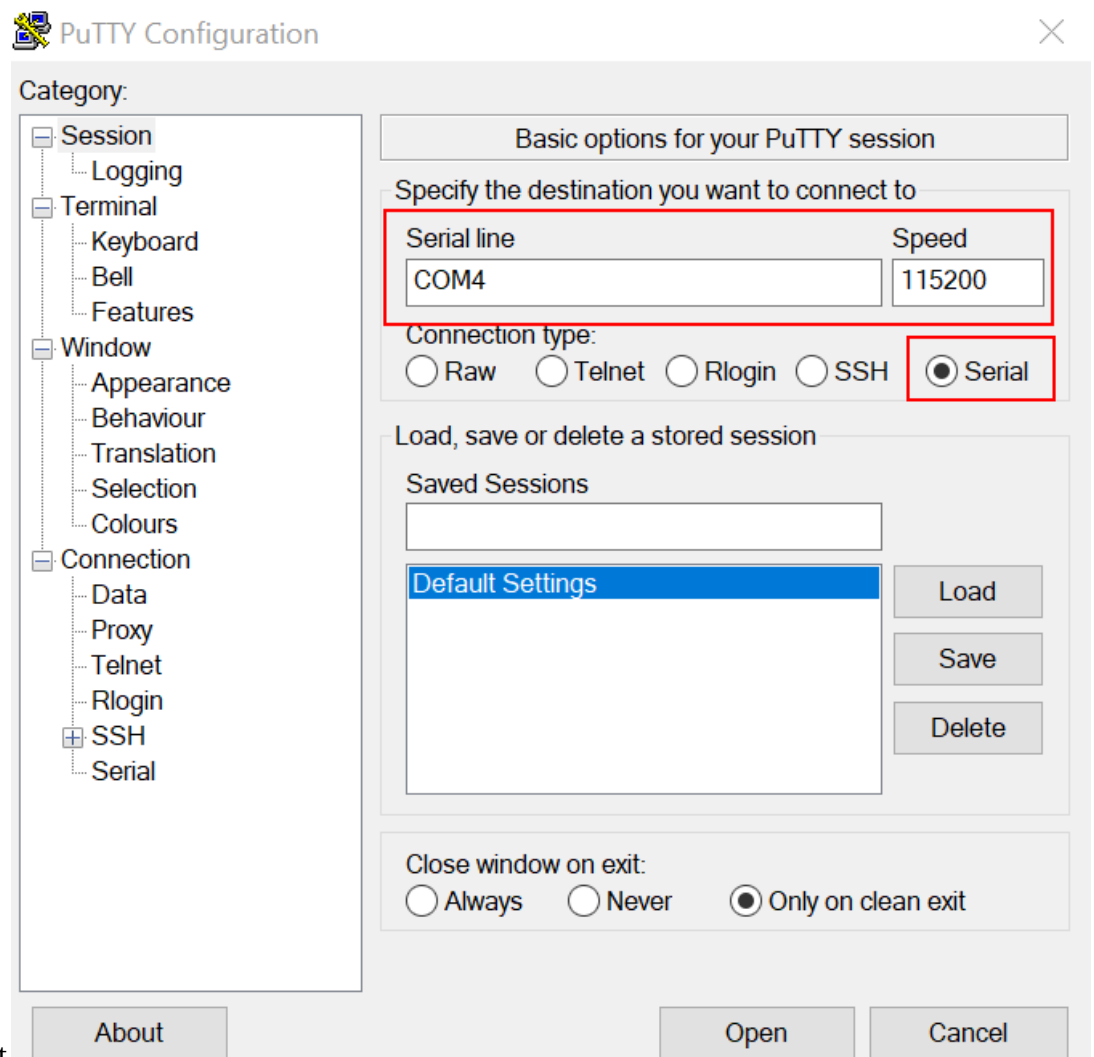 PuTTY Configuration
Category:
Session
Logging
Terminal
Keyboard
Bell
Features
Window
Appearance
Behaviour
Translation
Selection
Colours
Connection
Data
Proxy
Telnet
Rlogin
SSH
Serial
Basic options for your PuTTY session
Specify the destination you want to connect to
Serial line Speed
COM4 115200
Connection type:
Raw Telnet Rlogin SSH Serial
Load, save or delete a stored session
Saved Sessions
Default Settings
Load
Save
Delete
Close window on exit:
Always Never Only on clean exit
About Open Cancel